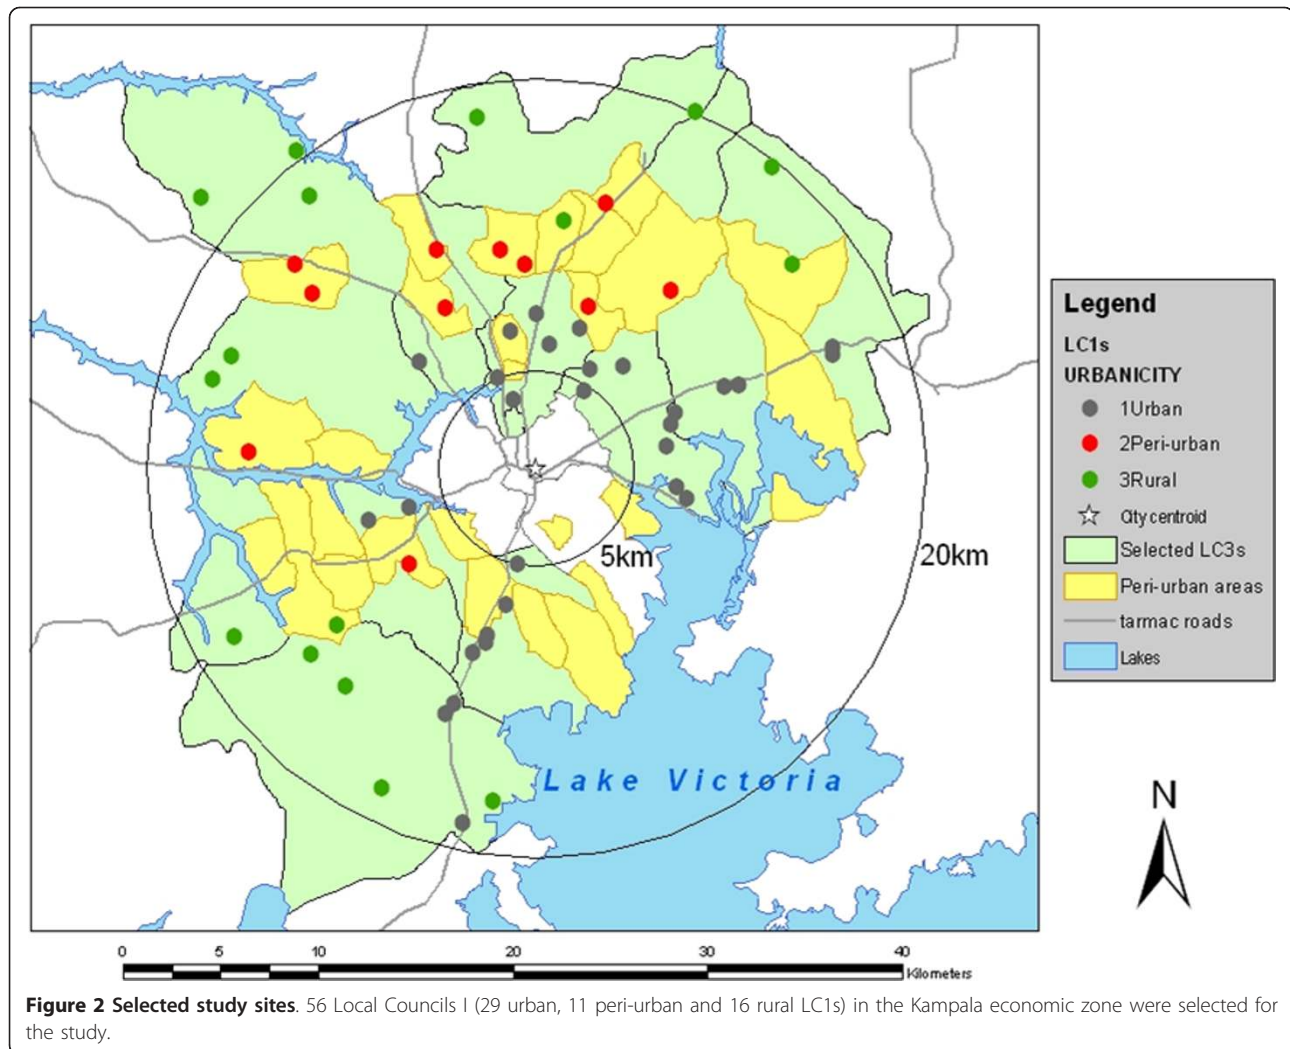 5km
20km
Lake Victoria
Legend
LC1s
URBANICITY
1Urban
2Peri-urban
3Rural
City centroid
Selected LC3s
Peri-urban areas
tarmac roads
Lakes
N
0 5 10 20 30 40
Kilometers
Figure 2 Selected study sites. 56 Local Councils I (29 urban, 11 peri-urban and 16 rural LC1s) in the Kampala economic zone were selected for
the study.